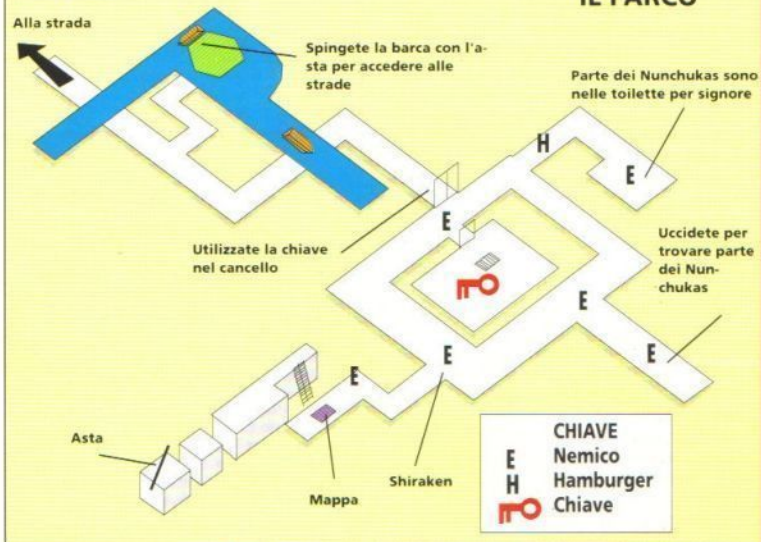 IL PARCO
Alla strada
Spingete la barca con l'a-
sta per accedere alle
strade
Parte dei Nunchukas sono
nelle toilette per signore
H
E
E
Utilizzate la chiave
nel cancello
Uccidete per
trovare parte
dei Nun-
chukas
E
E
E
E
Asta
Mappa
Shiraken
CHIAVE
E Nemico
H Hamburger
Chiave